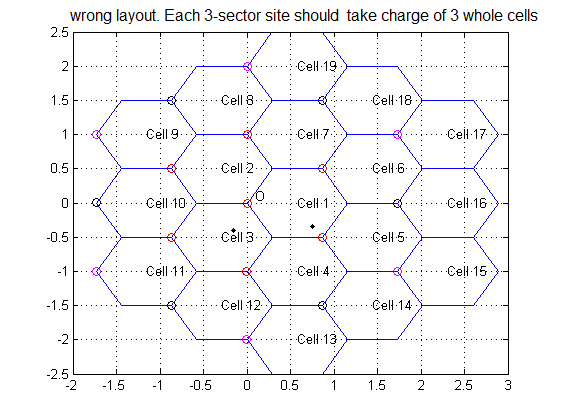 wrong layout. Each 3-sector site should  take charge of 3 whole cells
2.5
Cell 19
2
Cell 8
Cell 18
1.5
Cell 9
Cell 7
Cell 17
1
Cell 2
Cell 6
0.5
O
Cell 10
Cell 1
Cell 16
0
Cell 3
Cell 5
-0.5
Cell 11
Cell 4
Cell 15
-1
Cell 12
Cell 14
-1.5
Cell 13
-2
-2.5
-2 -1.5 -1 -0.5 0 0.5 1 1.5 2 2.5 3